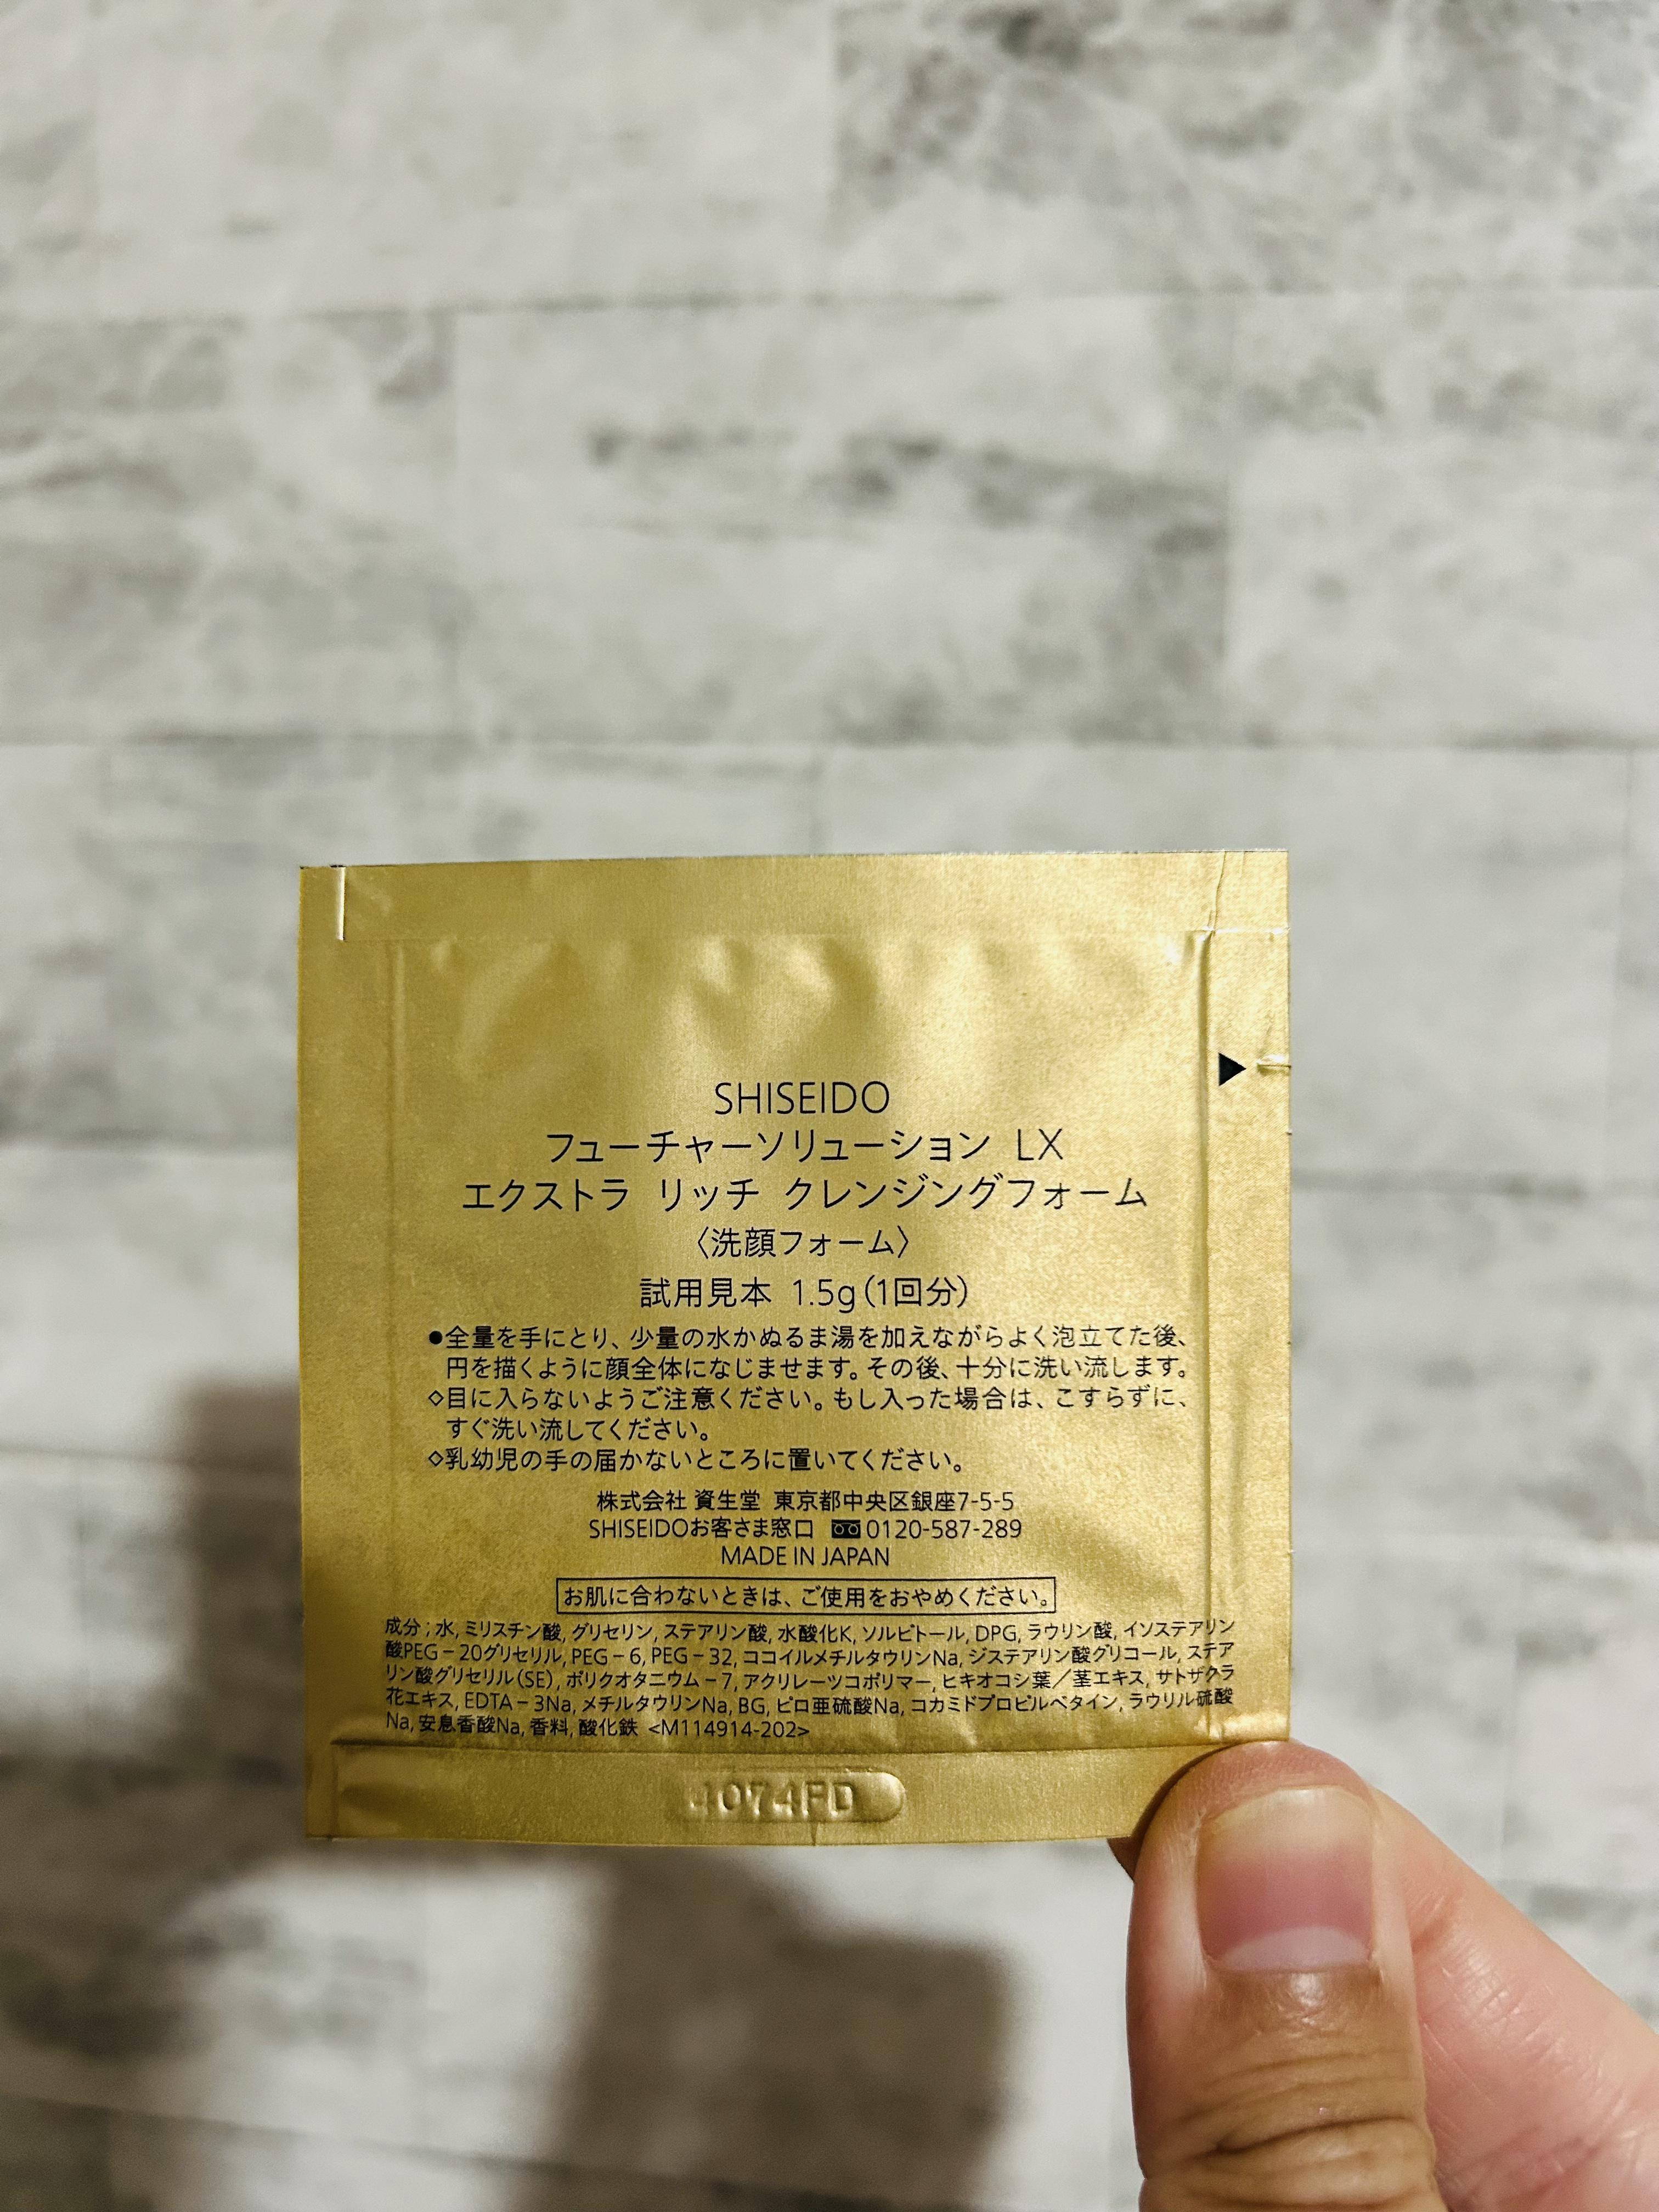 SHISEIDO
フューチャーソリューション LX
エクストラ リッチ クレンジングフォーム
〈洗顔フォーム〉
試用見本 1.5g(1回分)
●全量を手にとり、少量の水かぬるま湯を加えながらよく泡立てた後、
円を描くように顔全体になじませます。その後、十分に洗い流します。
◇目に入らないようご注意ください。もし入った場合は、こすらずに、
すぐ洗い流してください。
◇乳幼児の手の届かないところに置いてください。
株式会社 資生堂 東京都中央区銀座7-5-5
SHISEIDOお客さま窓口 0120-587-289
MADE IN JAPAN
お肌に合わないときは、ご使用をおやめください。
成分;水, ミリスチン酸, グリセリン, ステアリン酸, 水酸化K, ソルビトール, DPG, ラウリン酸, イソステアリン
酸PEG-20グリセリル, PEG-6, PEG-32, ココイルメチルタウリンNa, ジステアリン酸グリコール, ステア
リン酸グリセリル(SE), ポリクオタニウム-7, アクリレーツコポリマー, ヒキオコシ葉/茎エキス, サトザクラ
花エキス, EDTA-3Na, メチルタウリンNa, BG, ピロ亜硫酸Na, コカミドプロピルベタイン, ラウリル硫酸
Na, 安息香酸Na, 香料, 酸化鉄 <M114914-202>
4074FD